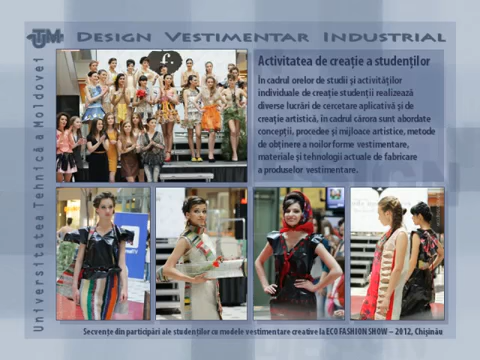 UTM
Design Vestimentar Industrial
Universitatea Tehnică a Moldovei
Activitatea de creație a studenților
În cadrul orelor de studii și activităților
individuale de creație studenții realizează
diverse lucrări de cercetare aplicativă și de
creație artistică, în cadrul cărora sunt abordate
concepții, procedee și mijloace artistice, metode
de obținere a noilor forme vestimentare,
materiale și tehnologii actuale de fabricare
a produselor vestimentare.
Secvențe din participări ale studenților cu modele vestimentare creative la ECO FASHION SHOW – 2012, Chișinău